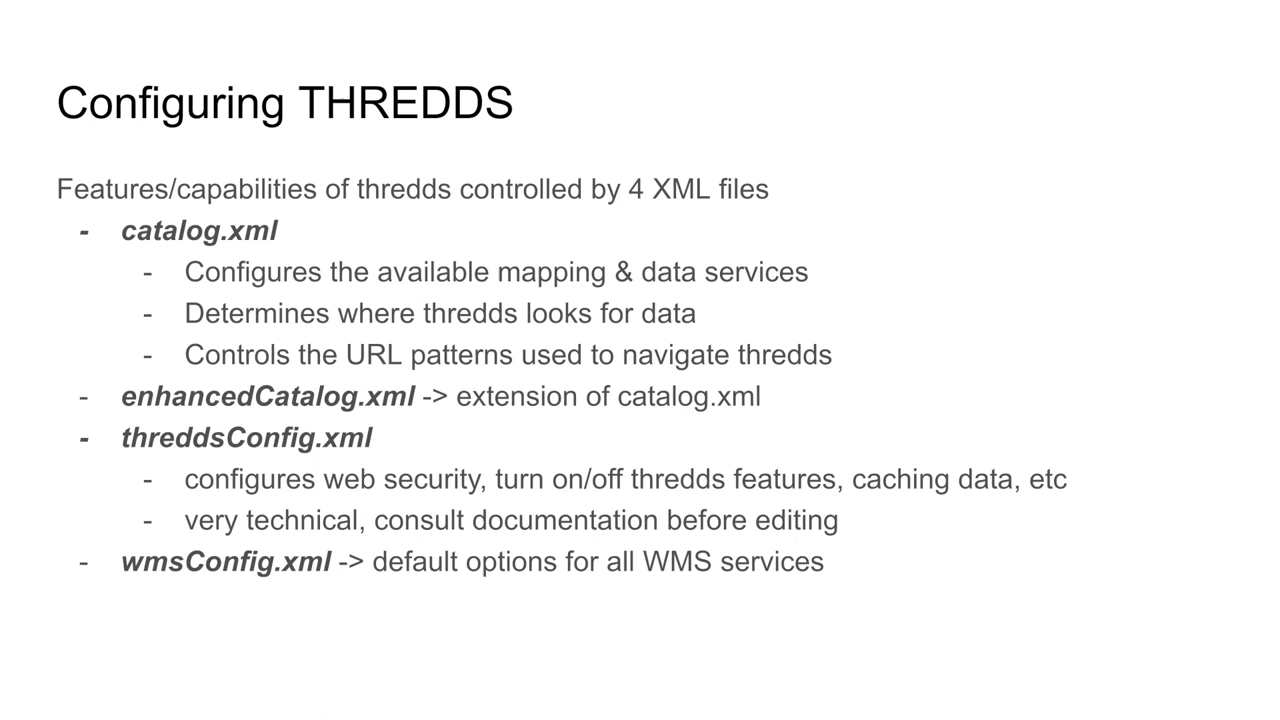 Configuring THREDDS
Features/capabilities of thredds controlled by 4 XML files
- catalog.xml
- Configures the available mapping & data services
- Determines where thredds looks for data
- Controls the URL patterns used to navigate thredds
- enhancedCatalog.xml -> extension of catalog.xml
- threddsConfig.xml
- configures web security, turn on/off thredds features, caching data, etc
- very technical, consult documentation before editing
- wmsConfig.xml -> default options for all WMS services